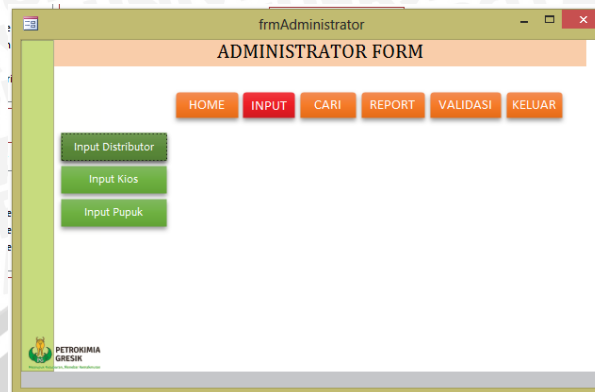 frmAdministrator
ADMINISTRATOR FORM
HOME INPUT CARI REPORT VALIDASI KELUAR
Input Distributor
Input Kios
Input Pupuk
PETROKIMIA
GRESIK